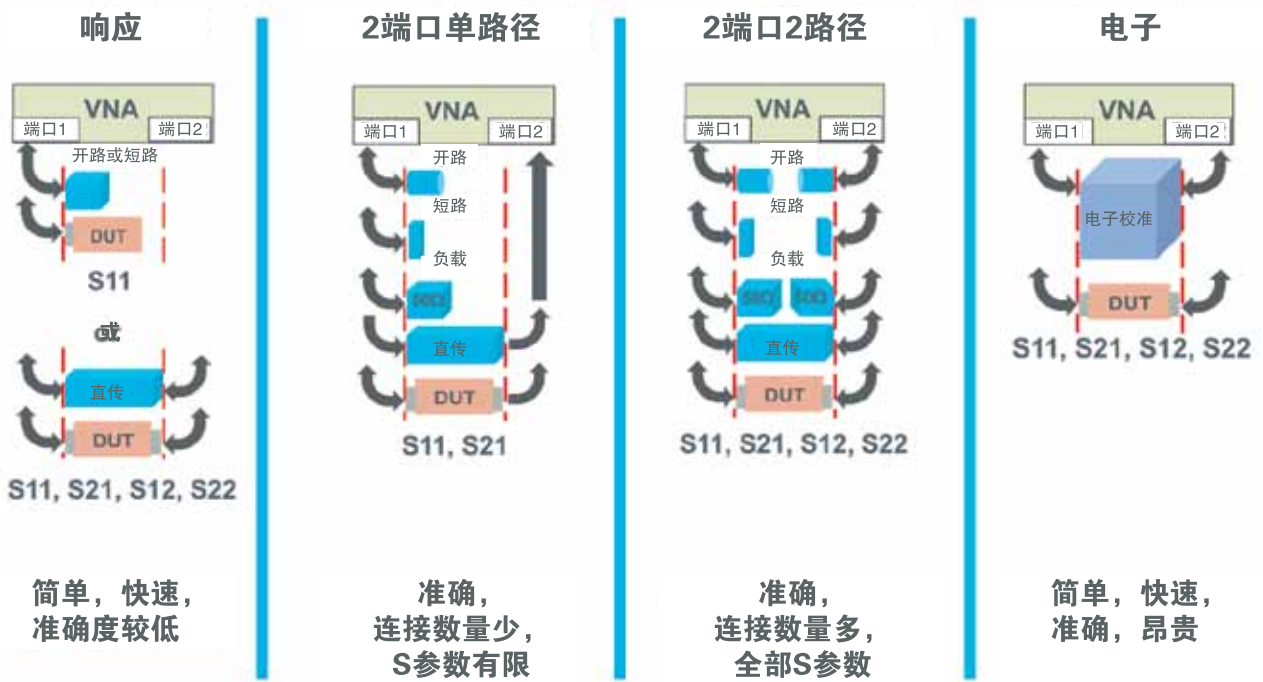 响应
VNA
端口1
端口2
开路或短路
DUT
S11
或
直传
DUT
S11, S21, S12, S22
简单，快速，
准确度较低
2端口单路径
VNA
端口1
端口2
开路
短路
负载
50Ω
直传
DUT
S11, S21
准确，
连接数量少，
S参数有限
2端口2路径
VNA
端口1
端口2
开路
短路
负载
50Ω
50Ω
直传
DUT
S11, S21, S12, S22
准确，
连接数量多，
全部S参数
电子
VNA
端口1
端口2
电子校准
DUT
S11, S21, S12, S22
简单，快速，
准确，昂贵